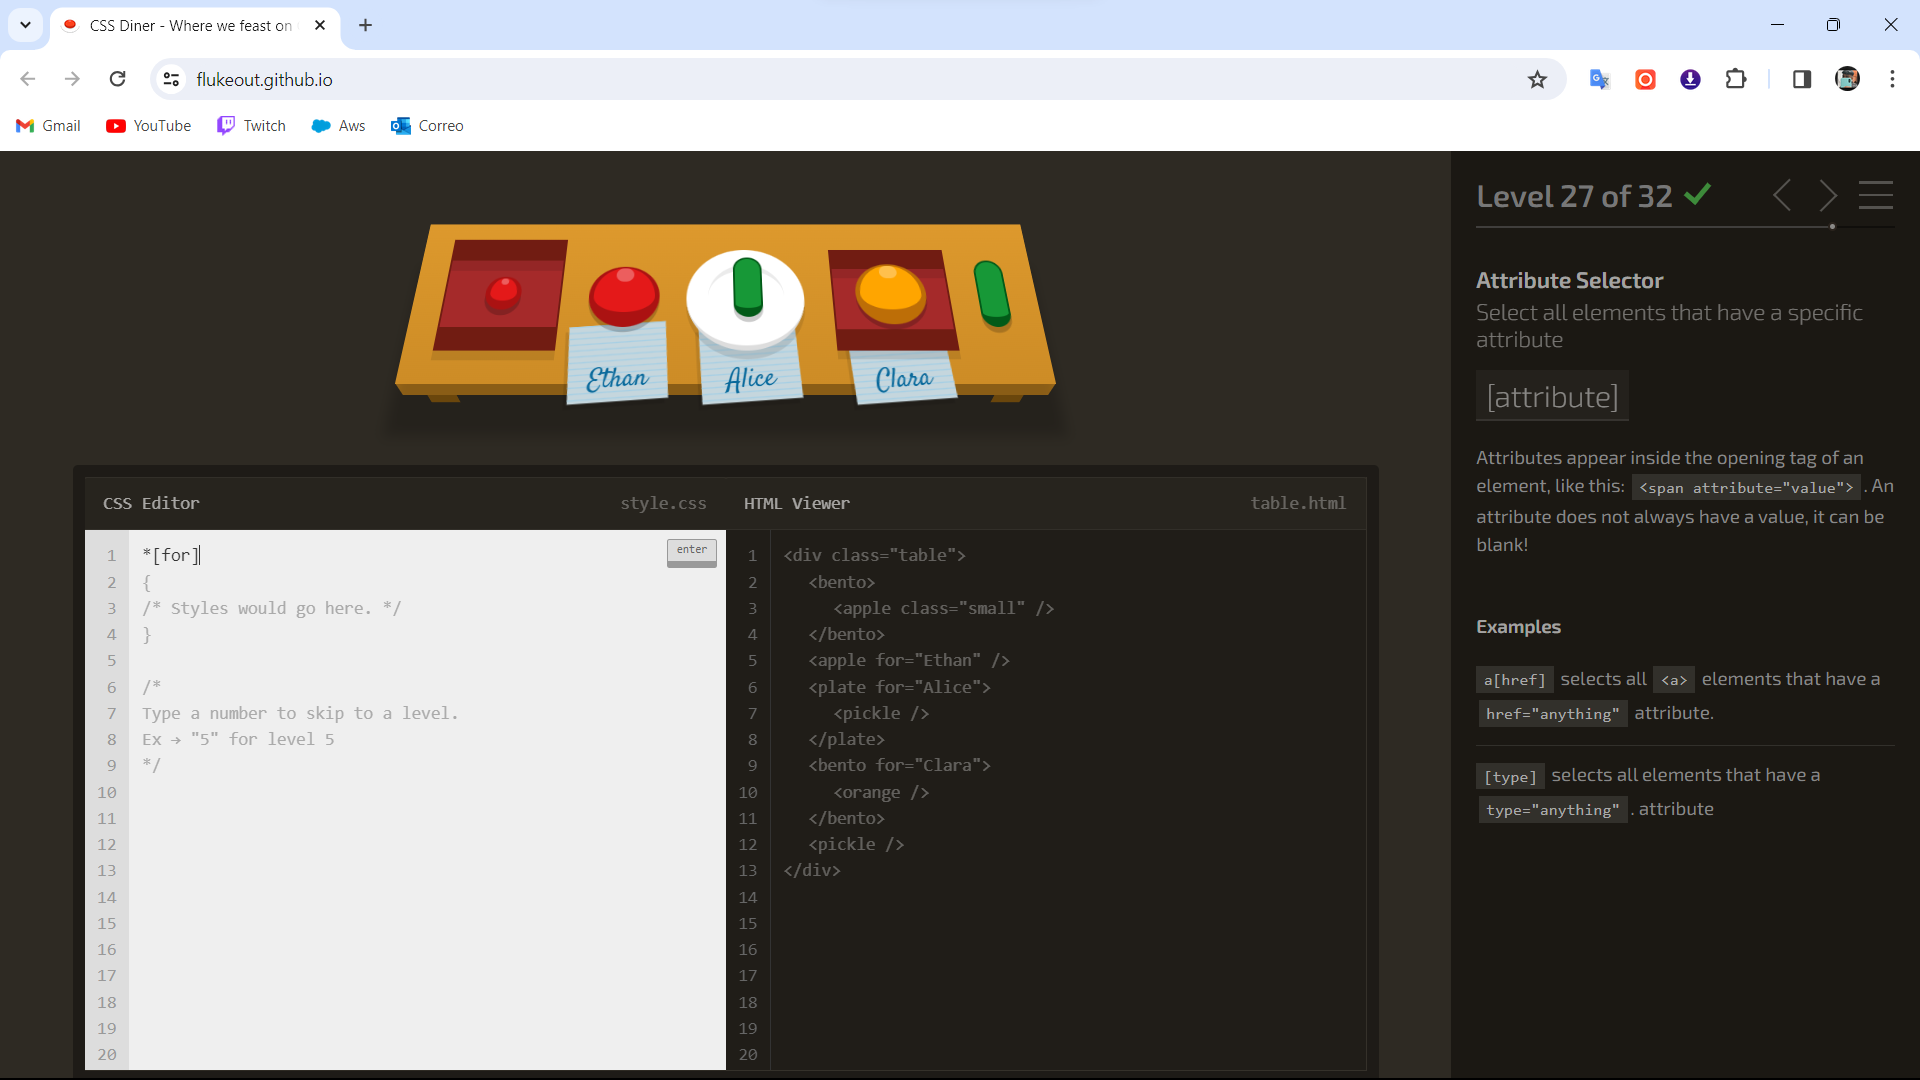 CSS Diner - Where we feast on
flukeout.github.io
Gmail YouTube Twitch Aws Correo
Level 27 of 32
Ethan
Alice
Clara
Attribute Selector
Select all elements that have a specific
attribute
[attribute]
Attributes appear inside the opening tag of an
element, like this: <span attribute="value">. An
attribute does not always have a value, it can be
blank!
Examples
a[href] selects all <a> elements that have a
href="anything" attribute.
[type] selects all elements that have a
type="anything". attribute
CSS Editor style.css
1 *[for] enter
2 {
3 /* Styles would go here. */
4 }
5
6 /*
7 Type a number to skip to a level.
8 Ex → "5" for level 5
9 */
10
11
12
13
14
15
16
17
18
19
20
HTML Viewer table.html
1 <div class="table">
2 <bento>
3 <apple class="small" />
4 </bento>
5 <apple for="Ethan" />
6 <plate for="Alice">
7 <pickle />
8 </plate>
9 <bento for="Clara">
10 <orange />
11 </bento>
12 <pickle />
13 </div>
14
15
16
17
18
19
20